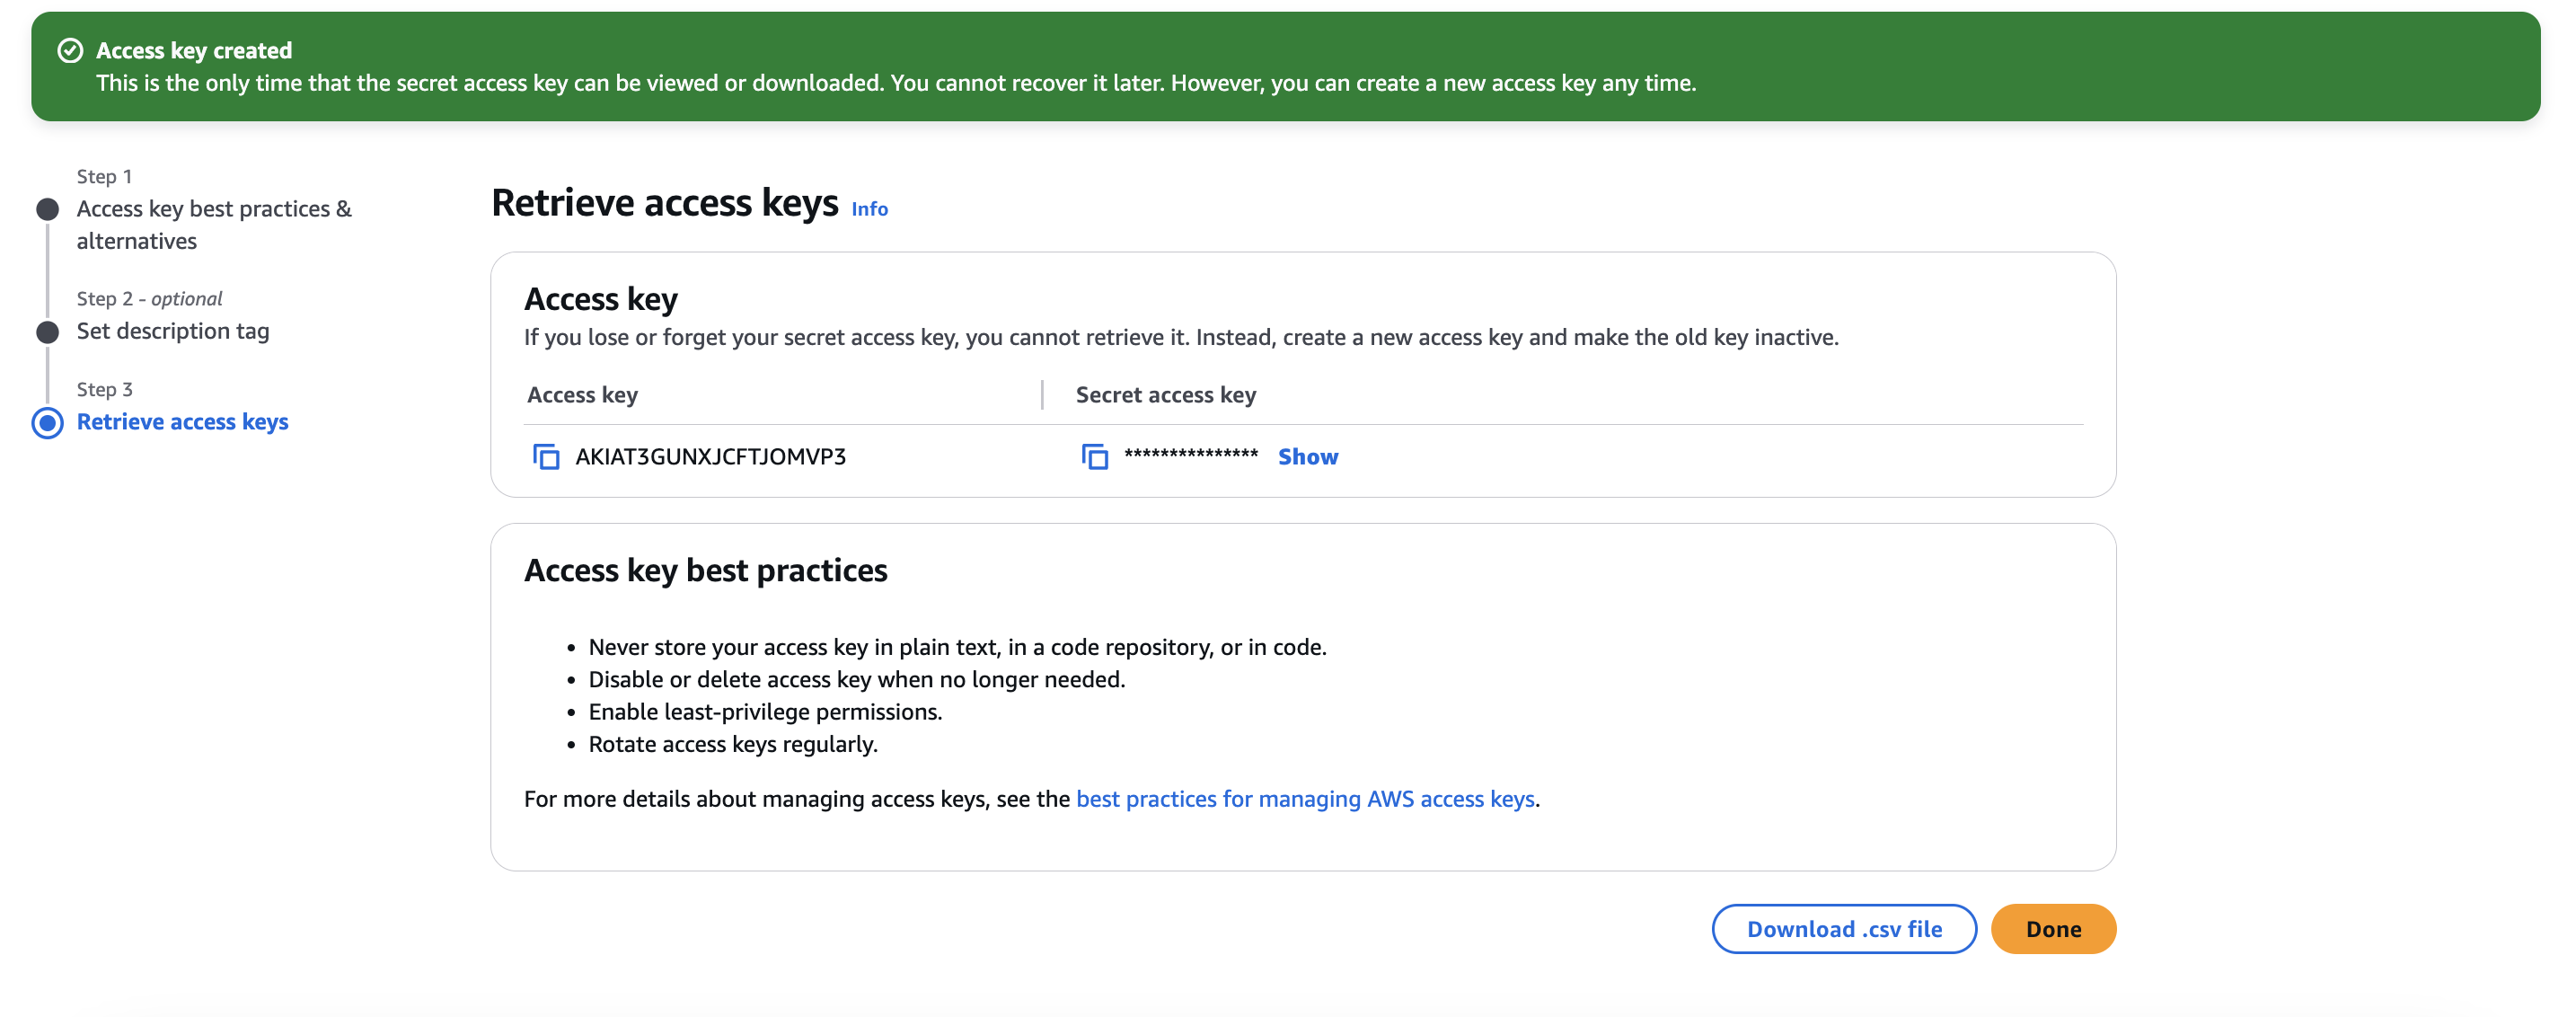 Access key created
This is the only time that the secret access key can be viewed or downloaded. You cannot recover it later. However, you can create a new access key any time.
Step 1
Access key best practices &
alternatives
Step 2 - optional
Set description tag
Step 3
Retrieve access keys
Retrieve access keys Info
Access key
If you lose or forget your secret access key, you cannot retrieve it. Instead, create a new access key and make the old key inactive.
Access key Secret access key
AKIAT3GUNXJCFTJOMVP3 *************** Show
Access key best practices
• Never store your access key in plain text, in a code repository, or in code.
• Disable or delete access key when no longer needed.
• Enable least-privilege permissions.
• Rotate access keys regularly.
For more details about managing access keys, see the best practices for managing AWS access keys.
Download .csv file Done